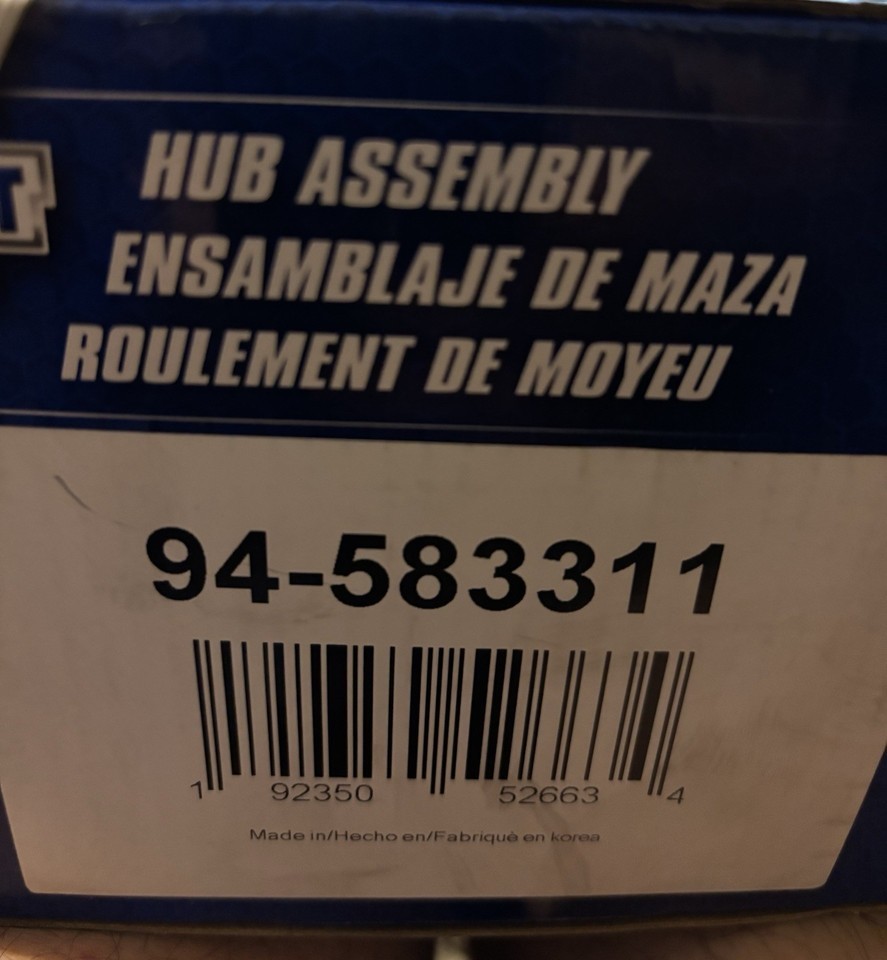 T
HUB ASSEMBLY
ENSAMBLAJE DE MAZA
ROULEMENT DE MOYEU
94-583311
1 92350 52663 4
Made in/Hecho en/Fabriquè en korea